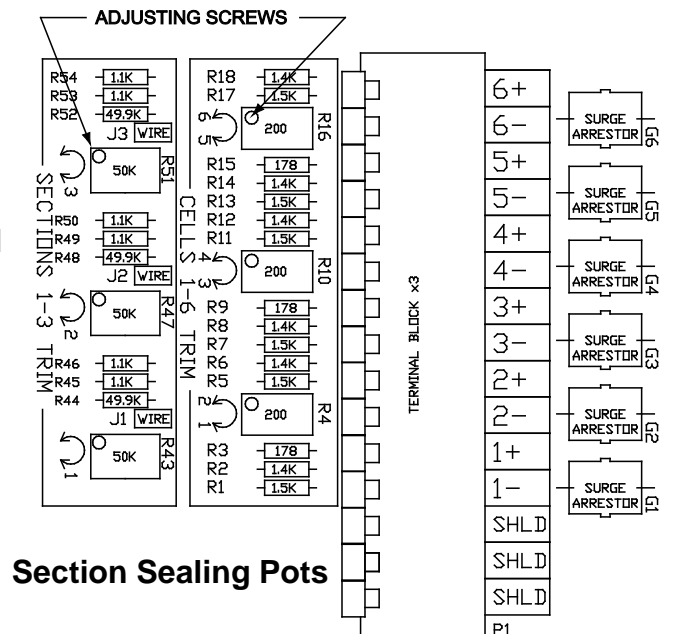 ADJUSTING SCREWS
R54 1.1K
R53 1.1K
R52 49.9K
J3 WIRE
50K
R51
3
R50 1.1K
R49 1.1K
R48 49.9K
J2 WIRE
50K
R47
2
R46 1.1K
R45 1.1K
R44 49.9K
J1 WIRE
50K
R43
1
SECTIONS 1-3 TRIM
R18 1.4K
R17 1.5K
6
5
200
R16
R15 178
R14 1.4K
R13 1.5K
R12 1.4K
R11 1.5K
4
3
200
R10
R9 178
R8 1.4K
R7 1.5K
R6 1.4K
R5 1.5K
2
1
200
R4
R3 178
R2 1.4K
R1 1.5K
CELLS 1-6 TRIM
TERMINAL BLOCK x3
6+
6-
5+
5-
4+
4-
3+
3-
2+
2-
1+
1-
SHLD
SHLD
SHLD
P1
SURGE
ARRESTOR
G6
SURGE
ARRESTOR
G5
SURGE
ARRESTOR
G4
SURGE
ARRESTOR
G3
SURGE
ARRESTOR
G2
SURGE
ARRESTOR
G1
Section Sealing Pots